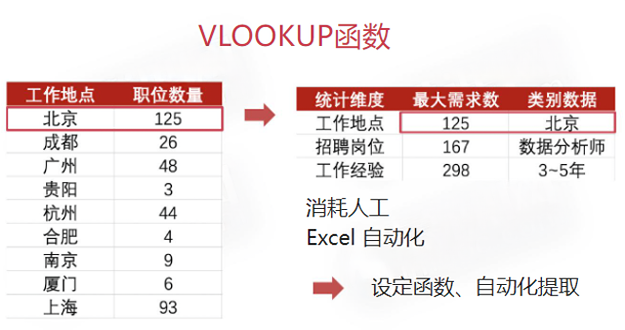 VLOOKUP函数
工作地点 职位数量
北京 125
成都 26
广州 48
贵阳 3
杭州 44
合肥 4
南京 9
厦门 6
上海 93
统计维度 最大需求数 类别数据
工作地点 125 北京
招聘岗位 167 数据分析师
工作经验 298 3~5年
消耗人工
Excel 自动化
设定函数、自动化提取